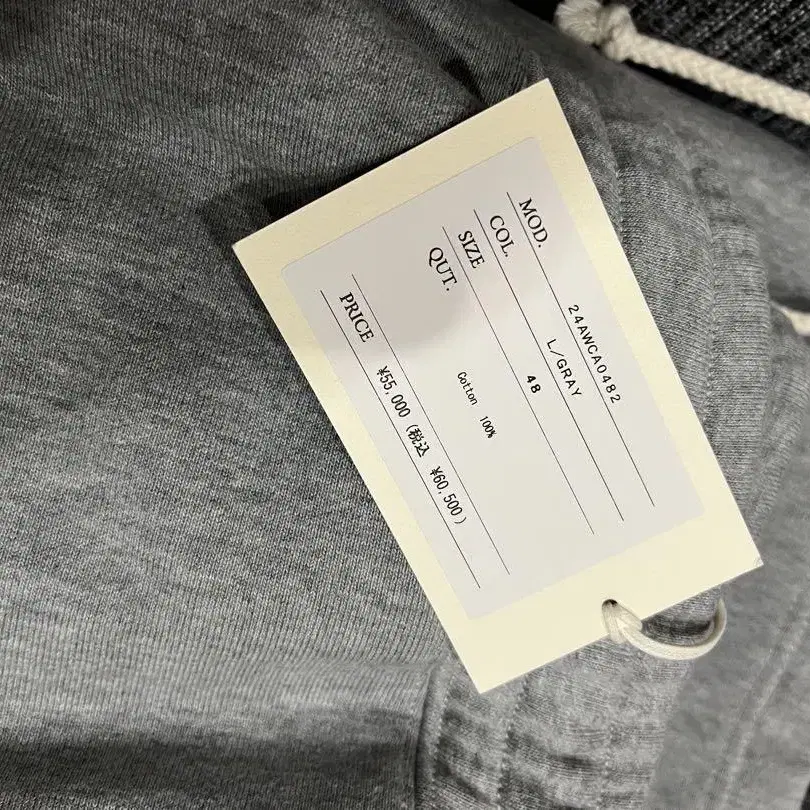 MOD. 24AWCA0482
COL. L/GRAY
SIZE 48
QUT. Cotton 100%
PRICE ¥55,000 (税込 ¥60,500)